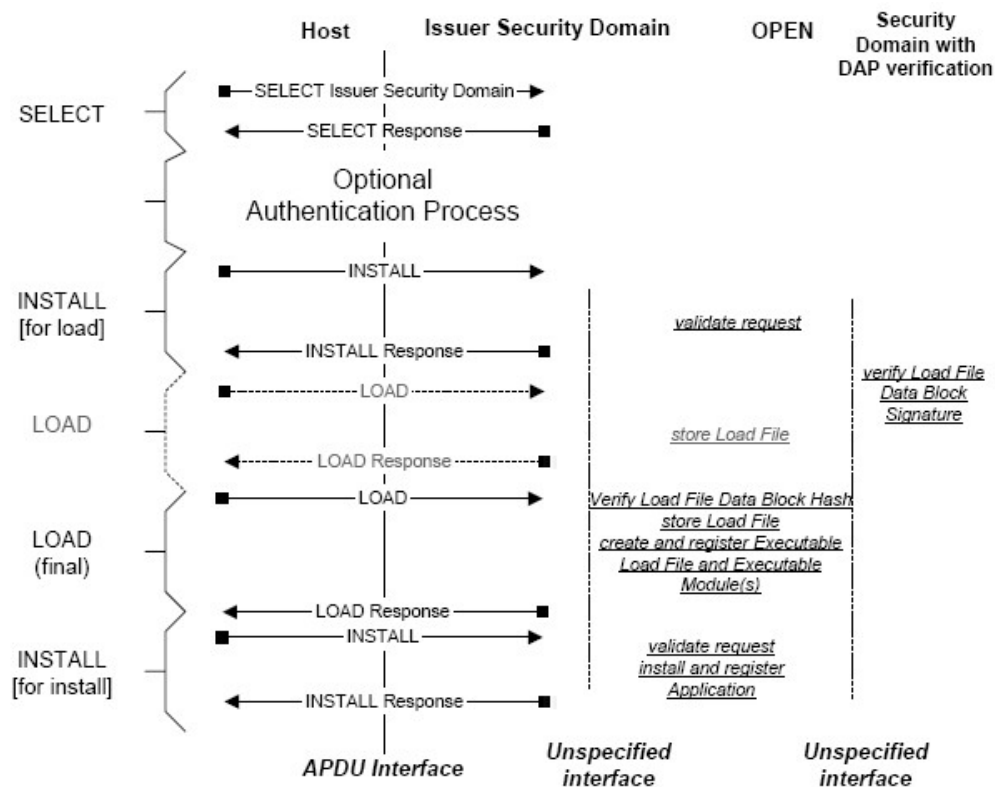 Host
Issuer Security Domain
OPEN
Security
Domain with
DAP verification
SELECT
SELECT Issuer Security Domain
SELECT Response
Optional
Authentication Process
INSTALL
[for load]
INSTALL
validate request
INSTALL Response
LOAD
LOAD
verify Load File
Data Block
Signature
store Load File
LOAD Response
LOAD
(final)
LOAD
Verify Load File Data Block Hash
store Load File
create and register Executable
Load File and Executable
Module(s)
LOAD Response
INSTALL
[for install]
INSTALL
validate request
install and register
Application
INSTALL Response
APDU Interface
Unspecified
interface
Unspecified
interface